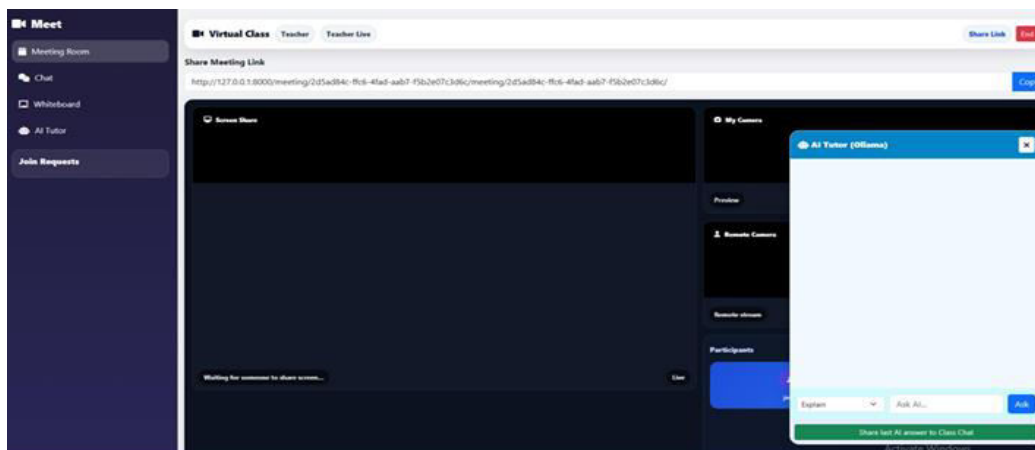 Meet
Meeting Room
Chat
Whiteboard
AI Tutor
Join Requests
Virtual Class Teacher Teacher Live
Share Link End
Share Meeting Link
http://127.0.0.1:8000/meeting/2d5ad84c-ffc6-4fad-aab7-f5b2e07c3d6c/meeting/2d5ad84c-ffc6-4fad-aab7-f5b2e07c3d6c/
Cop
Screen Share
Waiting for someone to share screen...
Live
My Camera
Preview
Remote Camera
Remote stream
Participants
AI Tutor (Ollama)
Explain
Ask AI...
Ask
Share last AI answer to Class Chat
Activate Windows